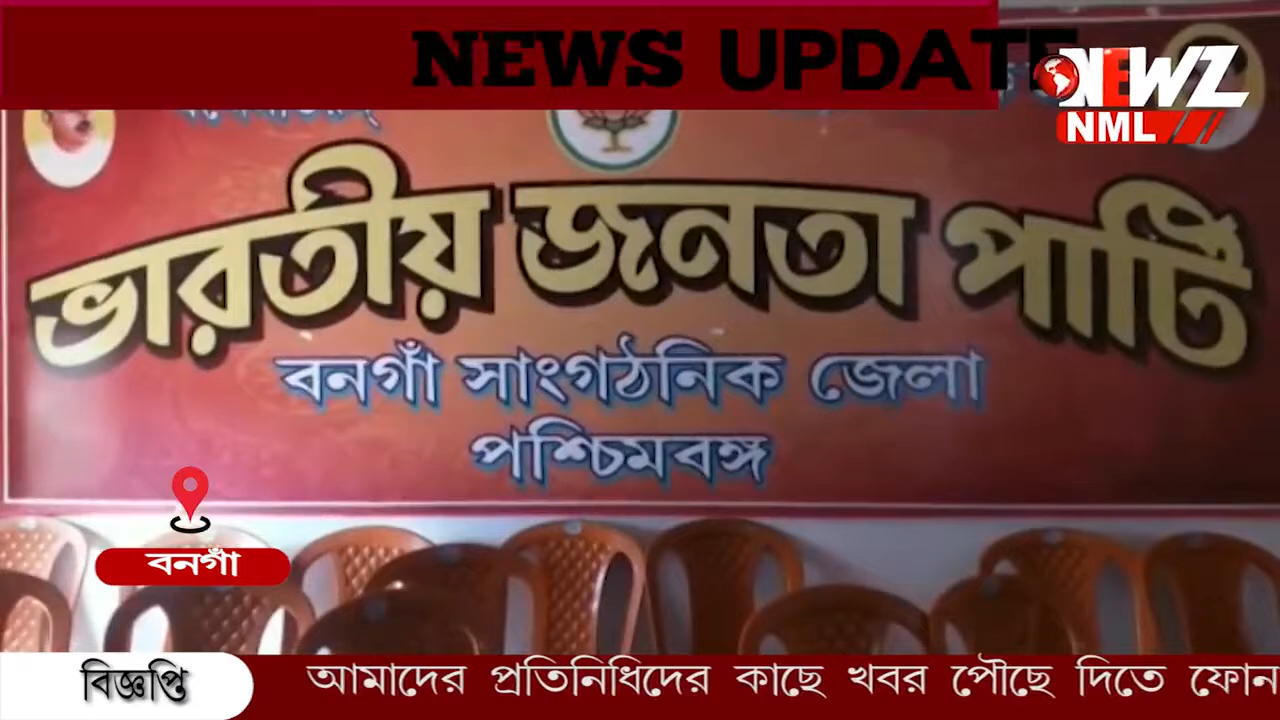 NEWS UPDATE
NEWZ
NML
ভারতীয় জনতা পার্টি
বনগাঁ সাংগঠনিক জেলা
পশ্চিমবঙ্গ
বনগাঁ
বিজ্ঞপ্তি
আমাদের প্রতিনিধিদের কাছে খবর পৌছে দিতে ফোন